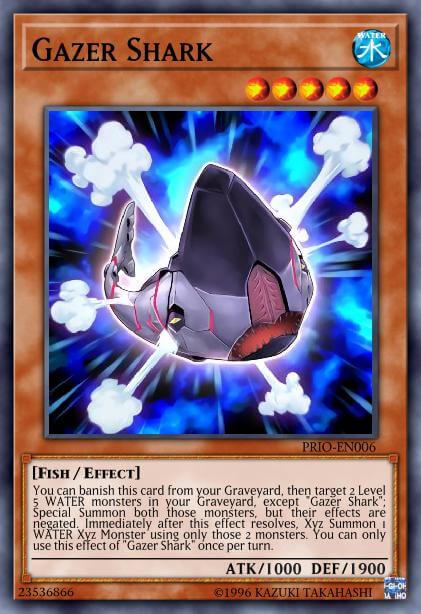 Gazer Shark
WATER
水
PRIO-EN006
[Fish / Effect]
You can banish this card from your Graveyard, then target 2 Level
5 WATER monsters in your Graveyard, except "Gazer Shark";
Special Summon both those monsters, but their effects are
negated. Immediately after this effect resolves, Xyz Summon 1
WATER Xyz Monster using only those 2 monsters. You can only
use this effect of "Gazer Shark" once per turn.
ATK/1000 DEF/1900
23536866 ©1996 KAZUKI TAKAHASHI